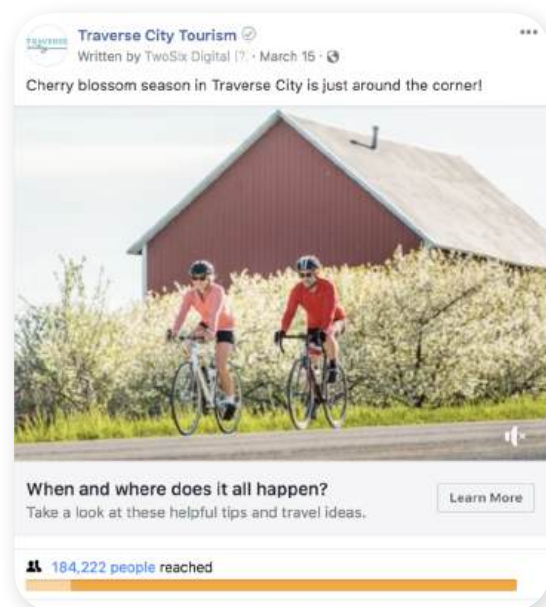 TRAVERSE
Traverse City Tourism
Written by TwoSix Digital [?] · March 15 ·
Cherry blossom season in Traverse City is just around the corner!
When and where does it all happen?
Take a look at these helpful tips and travel ideas.
Learn More
184,222 people reached